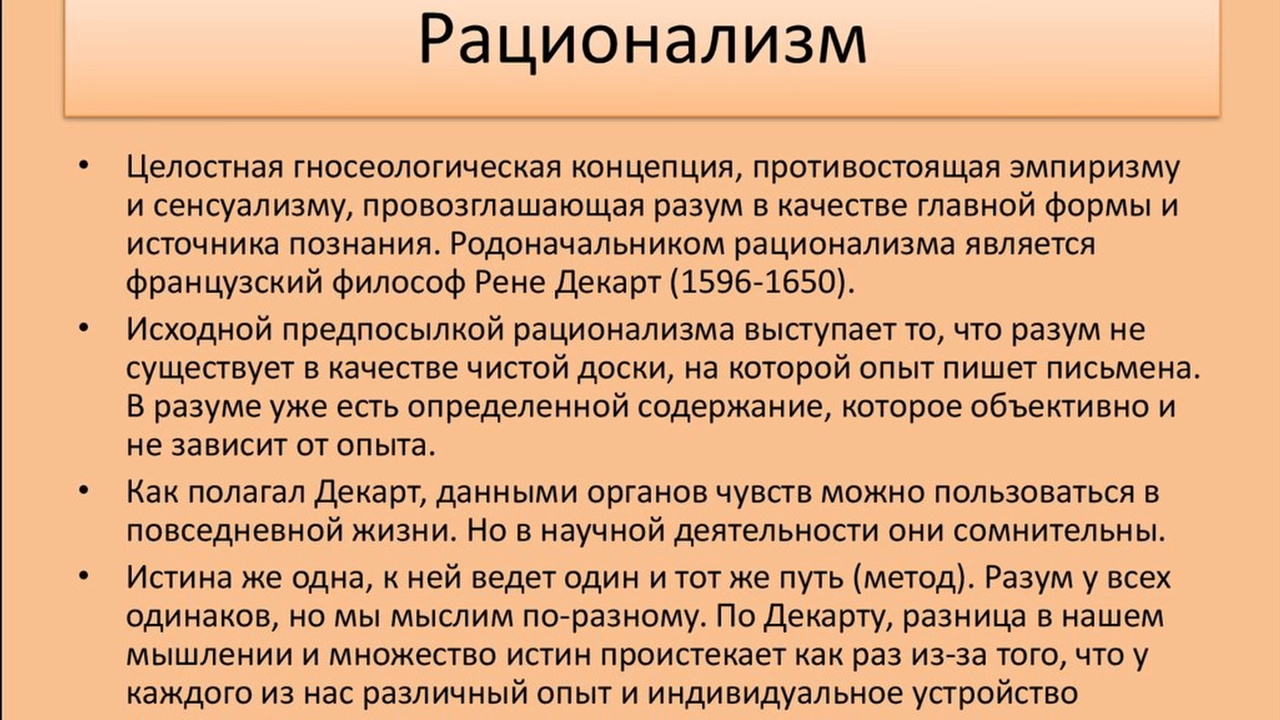 Рационализм
• Целостная гносеологическая концепция, противостоящая эмпиризму
и сенсуализму, провозглашающая разум в качестве главной формы и
источника познания. Родоначальником рационализма является
французский философ Рене Декарт (1596-1650).
• Исходной предпосылкой рационализма выступает то, что разум не
существует в качестве чистой доски, на которой опыт пишет письмена.
В разуме уже есть определенной содержание, которое объективно и
не зависит от опыта.
• Как полагал Декарт, данными органов чувств можно пользоваться в
повседневной жизни. Но в научной деятельности они сомнительны.
• Истина же одна, к ней ведет один и тот же путь (метод). Разум у всех
одинаков, но мы мыслим по-разному. По Декарту, разница в нашем
мышлении и множество истин проистекает как раз из-за того, что у
каждого из нас различный опыт и индивидуальное устройство